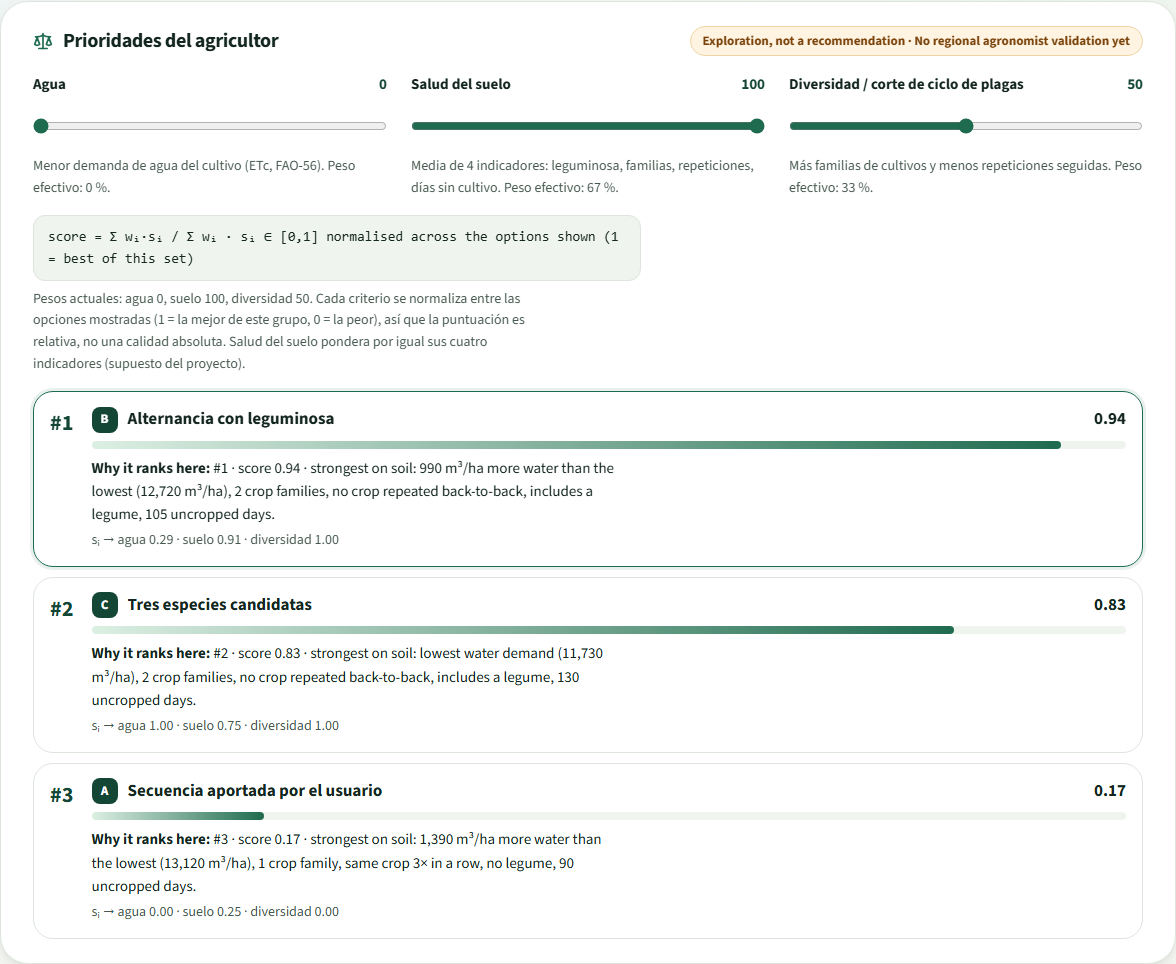 Prioridades del agricultor
Exploration, not a recommendation · No regional agronomist validation yet
Agua 0
Salud del suelo 100
Diversidad / corte de ciclo de plagas 50
Menor demanda de agua del cultivo (ETc, FAO-56). Peso
efectivo: 0 %.
Media de 4 indicadores: leguminosa, familias, repeticiones,
días sin cultivo. Peso efectivo: 67 %.
Más familias de cultivos y menos repeticiones seguidas. Peso
efectivo: 33 %.
score = Σ wᵢ·sᵢ / Σ wᵢ · sᵢ ∈ [0,1] normalised across the options shown (1
= best of this set)
Pesos actuales: agua 0, suelo 100, diversidad 50. Cada criterio se normaliza entre las
opciones mostradas (1 = la mejor de este grupo, 0 = la peor), así que la puntuación es
relativa, no una calidad absoluta. Salud del suelo pondera por igual sus cuatro
indicadores (supuesto del proyecto).
#1 B Alternancia con leguminosa 0.94
Why it ranks here: #1 · score 0.94 · strongest on soil: 990 m³/ha more water than the
lowest (12,720 m³/ha), 2 crop families, no crop repeated back-to-back, includes a
legume, 105 uncropped days.
sᵢ → agua 0.29 · suelo 0.91 · diversidad 1.00
#2 C Tres especies candidatas 0.83
Why it ranks here: #2 · score 0.83 · strongest on soil: lowest water demand (11,730
m³/ha), 2 crop families, no crop repeated back-to-back, includes a legume, 130
uncropped days.
sᵢ → agua 1.00 · suelo 0.75 · diversidad 1.00
#3 A Secuencia aportada por el usuario 0.17
Why it ranks here: #3 · score 0.17 · strongest on soil: 1,390 m³/ha more water than
the lowest (13,120 m³/ha), 1 crop family, same crop 3× in a row, no legume, 90
uncropped days.
sᵢ → agua 0.00 · suelo 0.25 · diversidad 0.00